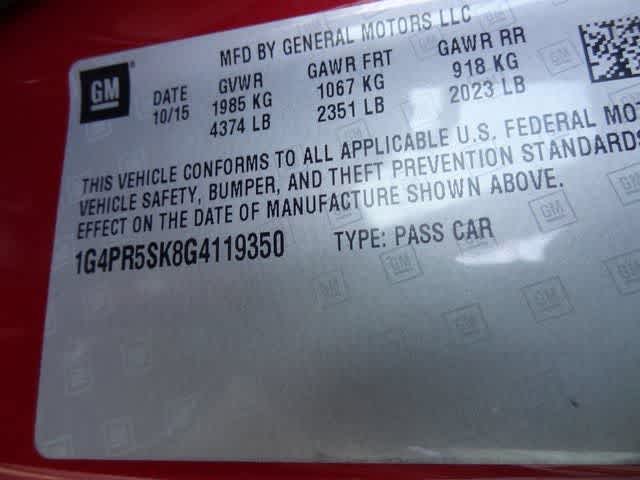 MFD BY GENERAL MOTORS LLC
GM
DATE GVWR GAWR FRT GAWR RR
10/15 1985 KG 1067 KG 918 KG
4374 LB 2351 LB 2023 LB
THIS VEHICLE CONFORMS TO ALL APPLICABLE U.S. FEDERAL MO
VEHICLE SAFETY, BUMPER, AND THEFT PREVENTION STANDARDS
EFFECT ON THE DATE OF MANUFACTURE SHOWN ABOVE.
1G4PR5SK8G4119350 TYPE: PASS CAR